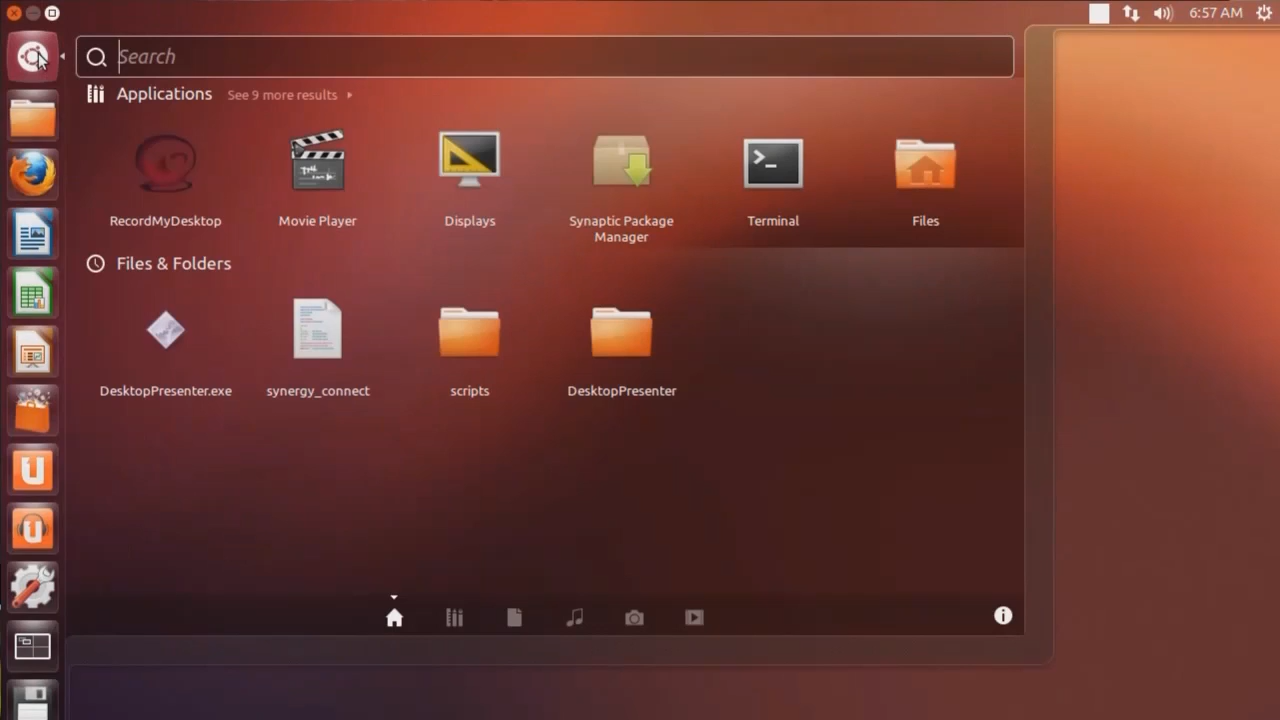 6:57 AM
Search
Applications See 9 more results
RecordMyDesktop Movie Player Displays Synaptic Package Manager Terminal Files
Files & Folders
DesktopPresenter.exe synergy_connect scripts DesktopPresenter